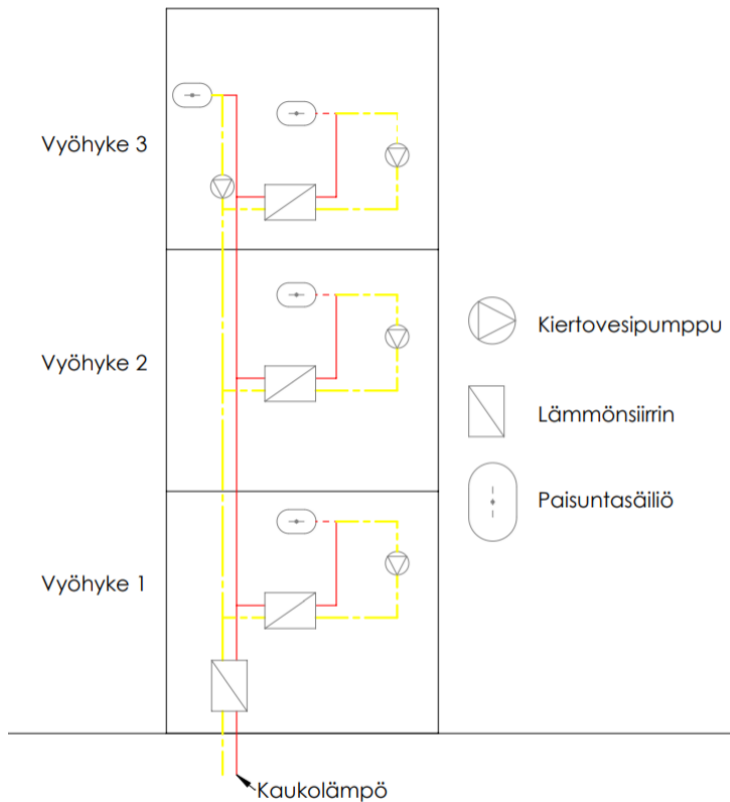 Vyöhyke 3
Vyöhyke 2
Vyöhyke 1
Kiertovesipumppu
Lämmönsiirrin
Paisuntasäiliö
Kaukolämpö